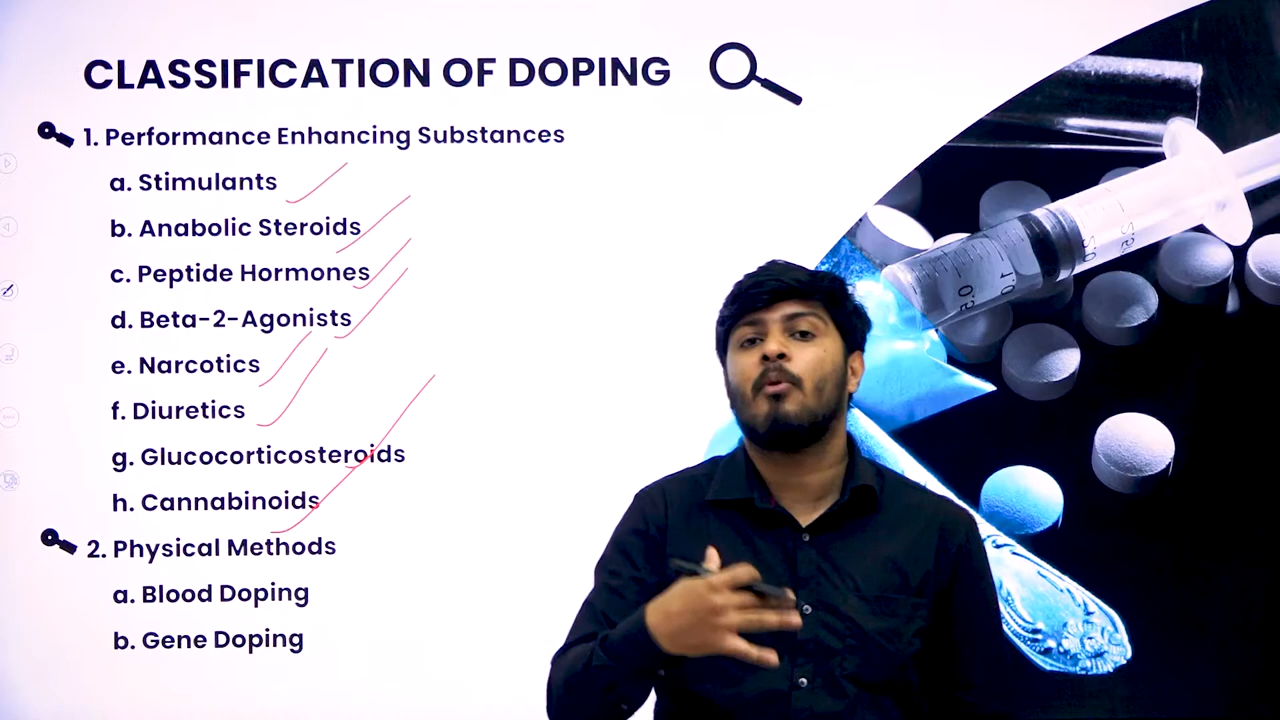 CLASSIFICATION OF DOPING
1. Performance Enhancing Substances
a. Stimulants
b. Anabolic Steroids
c. Peptide Hormones
d. Beta-2-Agonists
e. Narcotics
f. Diuretics
g. Glucocorticosteroids
h. Cannabinoids
2. Physical Methods
a. Blood Doping
b. Gene Doping